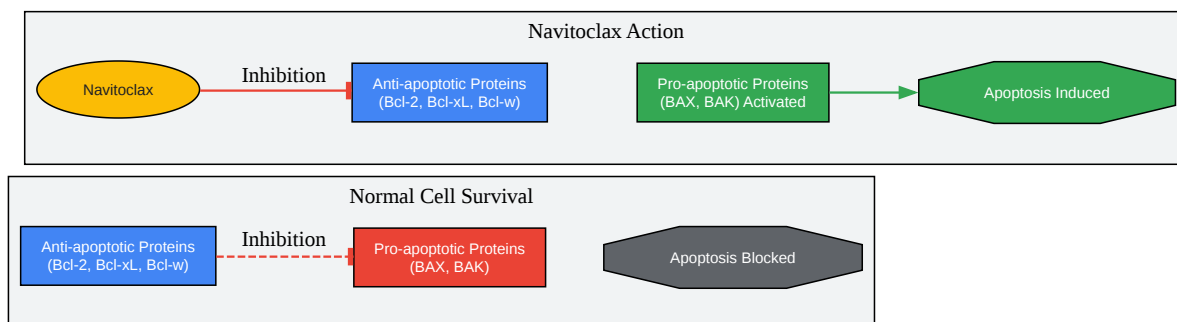 Navitoclax Action
Navitoclax
Inhibition
Anti-apoptotic Proteins
(Bcl-2, Bcl-xL, Bcl-w)
Pro-apoptotic Proteins
(BAX, BAK) Activated
Apoptosis Induced
Normal Cell Survival
Anti-apoptotic Proteins
(Bcl-2, Bcl-xL, Bcl-w)
Inhibition
Pro-apoptotic Proteins
(BAX, BAK)
Apoptosis Blocked